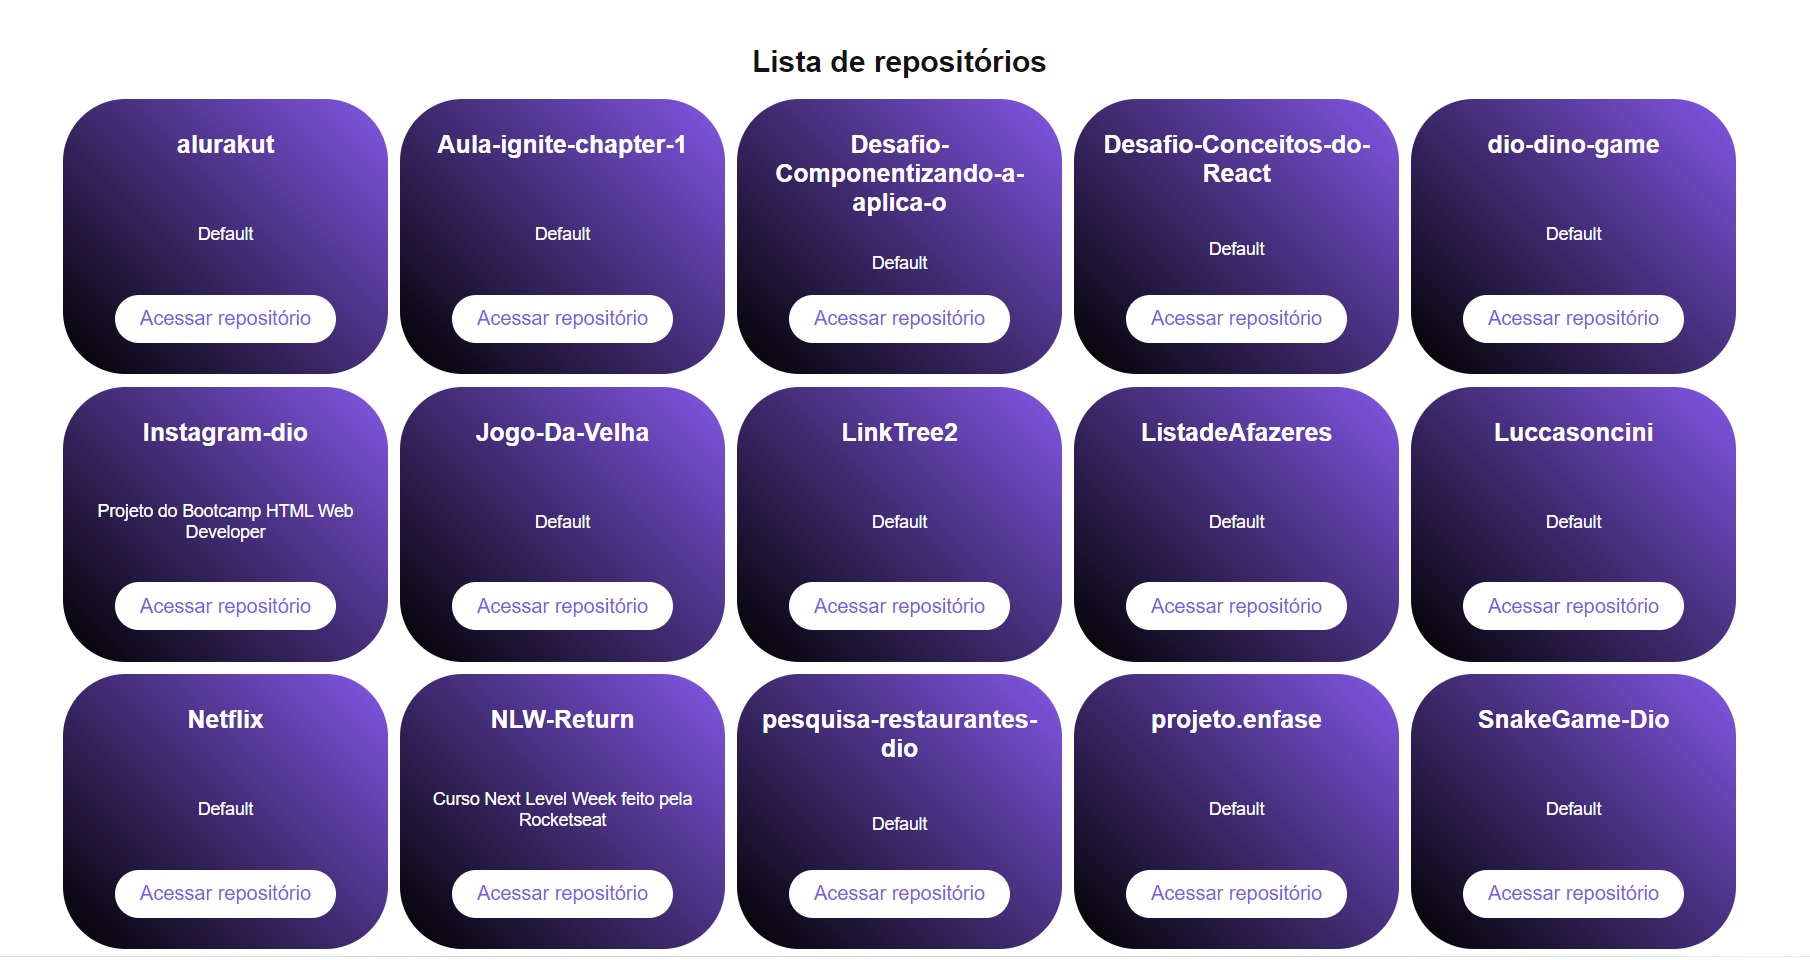 Lista de repositórios
alurakut
Default
Acessar repositório
Aula-ignite-chapter-1
Default
Acessar repositório
Desafio-
Componentizando-a-
aplica-o
Default
Acessar repositório
Desafio-Conceitos-do-
React
Default
Acessar repositório
dio-dino-game
Default
Acessar repositório
Instagram-dio
Projeto do Bootcamp HTML Web
Developer
Acessar repositório
Jogo-Da-Velha
Default
Acessar repositório
LinkTree2
Default
Acessar repositório
ListadeAfazeres
Default
Acessar repositório
Luccasoncini
Default
Acessar repositório
Netflix
Default
Acessar repositório
NLW-Return
Curso Next Level Week feito pela
Rocketseat
Acessar repositório
pesquisa-restaurantes-
dio
Default
Acessar repositório
projeto.enfase
Default
Acessar repositório
SnakeGame-Dio
Default
Acessar repositório